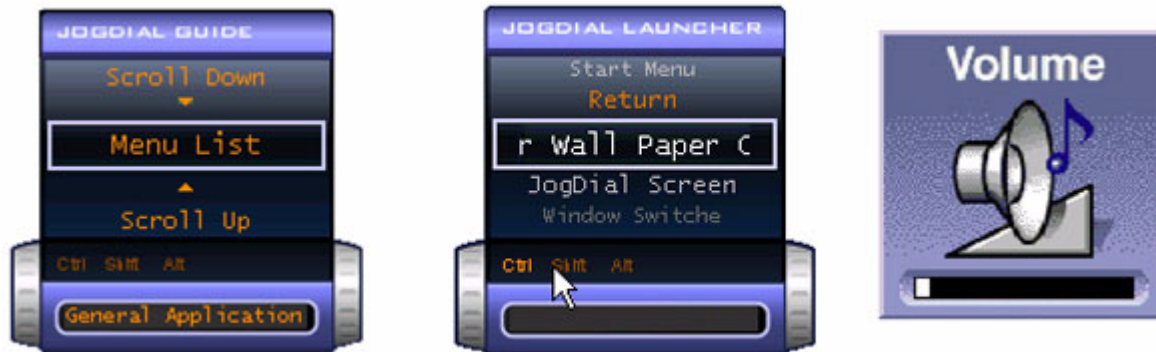 JOGDIAL GUIDE
Scroll Down
Menu List
Scroll Up
Ctrl Shift Alt
General Application
JOGDIAL LAUNCHER
Start Menu
Return
r Wall Paper C
JogDial Screen
Window Switche
Ctrl Shift Alt
Volume